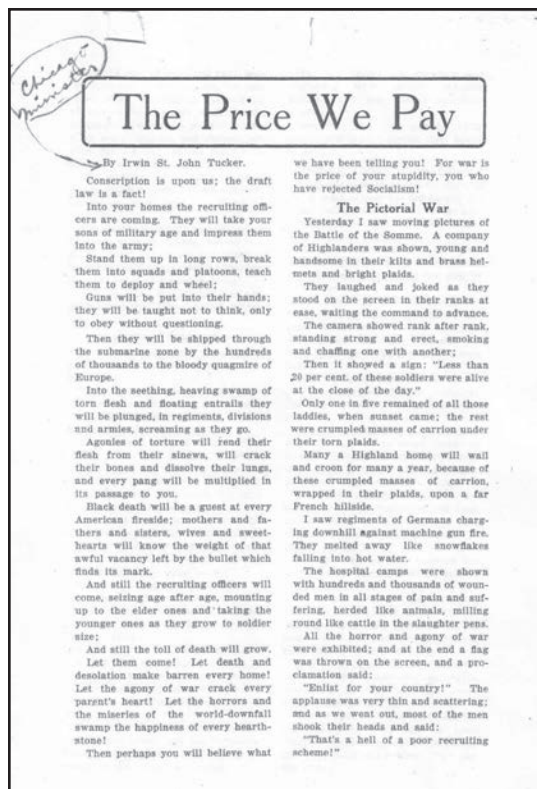 Chicago
minister
The Price We Pay
By Irwin St. John Tucker.
Conscription is upon us; the draft
law is a fact!
Into your homes the recruiting offi-
cers are coming. They will take your
sons of military age and impress them
into the army;
Stand them up in long rows, break
them into squads and platoons, teach
them to deploy and wheel;
Guns will be put into their hands;
they will be taught not to think, only
to obey without questioning.
Then they will be shipped through
the submarine zone by the hundreds
of thousands to the bloody quagmire of
Europe.
Into the seething, heaving swamp of
torn flesh and floating entrails they
will be plunged, in regiments, divisions
and armies, screaming as they go.
Agonies of torture will rend their
flesh from their sinews, will crack
their bones and dissolve their lungs,
and every pang will be multiplied in
its passage to you.
Black death will be a guest at every
American fireside; mothers and fa-
thers and sisters, wives and sweet-
hearts will know the weight of that
awful vacancy left by the bullet which
finds its mark.
And still the recruiting officers will
come, seizing age after age, mounting
up to the elder ones and taking the
younger ones as they grow to soldier
size;
And still the toll of death will grow.
Let them come! Let death and
desolation make barren every home!
Let the agony of war crack every
parent's heart! Let the horrors and
the miseries of the world-downfall
swamp the happiness of every hearth-
stone!
Then perhaps you will believe what
we have been telling you! For war is
the price of your stupidity, you who
have rejected Socialism!
The Pictorial War
Yesterday I saw moving pictures of
the Battle of the Somme. A company
of Highlanders was shown, young and
handsome in their kilts and brass hel-
mets and bright plaids.
They laughed and joked as they
stood on the screen in their ranks at
ease, waiting the command to advance.
The camera showed rank after rank,
standing strong and erect, smoking
and chaffing one with another;
Then it showed a sign: "Less than
20 per cent. of these soldiers were alive
at the close of the day."
Only one in five remained of all those
laddies, when sunset came; the rest
were crumpled masses of carrion under
their torn plaids.
Many a Highland home will wail
and croon for many a year, because of
these crumpled masses of carrion,
wrapped in their plaids, upon a far
French hillside.
I saw regiments of Germans charg-
ing downhill against machine gun fire.
They melted away like snowflakes
falling into hot water.
The hospital camps were shown
with hundreds and thousands of woun-
ded men in all stages of pain and suf-
fering, herded like animals, milling
round like cattle in the slaughter pens.
All the horror and agony of war
were exhibited; and at the end a flag
was thrown on the screen, and a pro-
clamation said:
"Enlist for your country!" The
applause was very thin and scattering;
and as we went out, most of the men
shook their heads and said:
"That's a hell of a poor recruiting
scheme!"